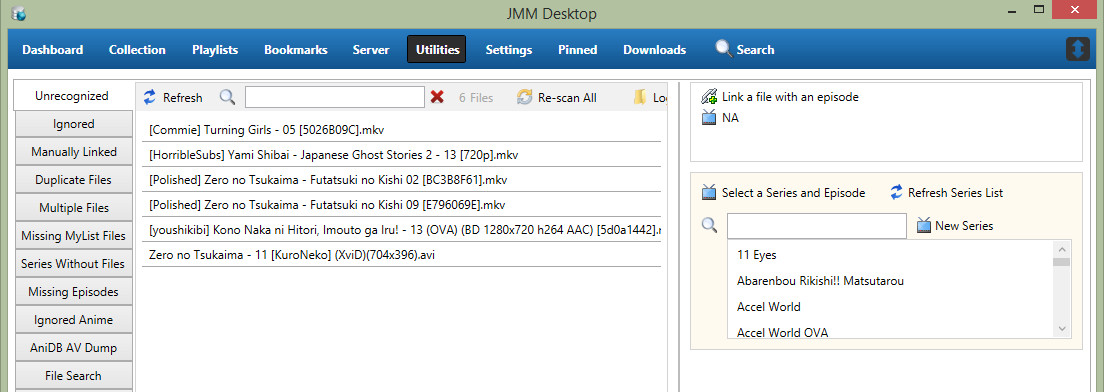 JMM Desktop
Dashboard Collection Playlists Bookmarks Server Utilities Settings Pinned Downloads Search
Unrecognized
Ignored
Manually Linked
Duplicate Files
Multiple Files
Missing MyList Files
Series Without Files
Missing Episodes
Ignored Anime
AniDB AV Dump
File Search
Refresh 6 Files Re-scan All Lo
[Commie] Turning Girls - 05 [5026B09C].mkv
[HorribleSubs] Yami Shibai - Japanese Ghost Stories 2 - 13 [720p].mkv
[Polished] Zero no Tsukaima - Futatsuki no Kishi 02 [BC3B8F61].mkv
[Polished] Zero no Tsukaima - Futatsuki no Kishi 09 [E796069E].mkv
[youshikibi] Kono Naka ni Hitori, Imouto ga Iru! - 13 (OVA) (BD 1280x720 h264 AAC) [5d0a1442].
Zero no Tsukaima - 11 [KuroNeko] (XviD)(704x396).avi
Link a file with an episode
NA
Select a Series and Episode Refresh Series List
New Series
11 Eyes
Abarenbou Rikishi!! Matsutarou
Accel World
Accel World OVA